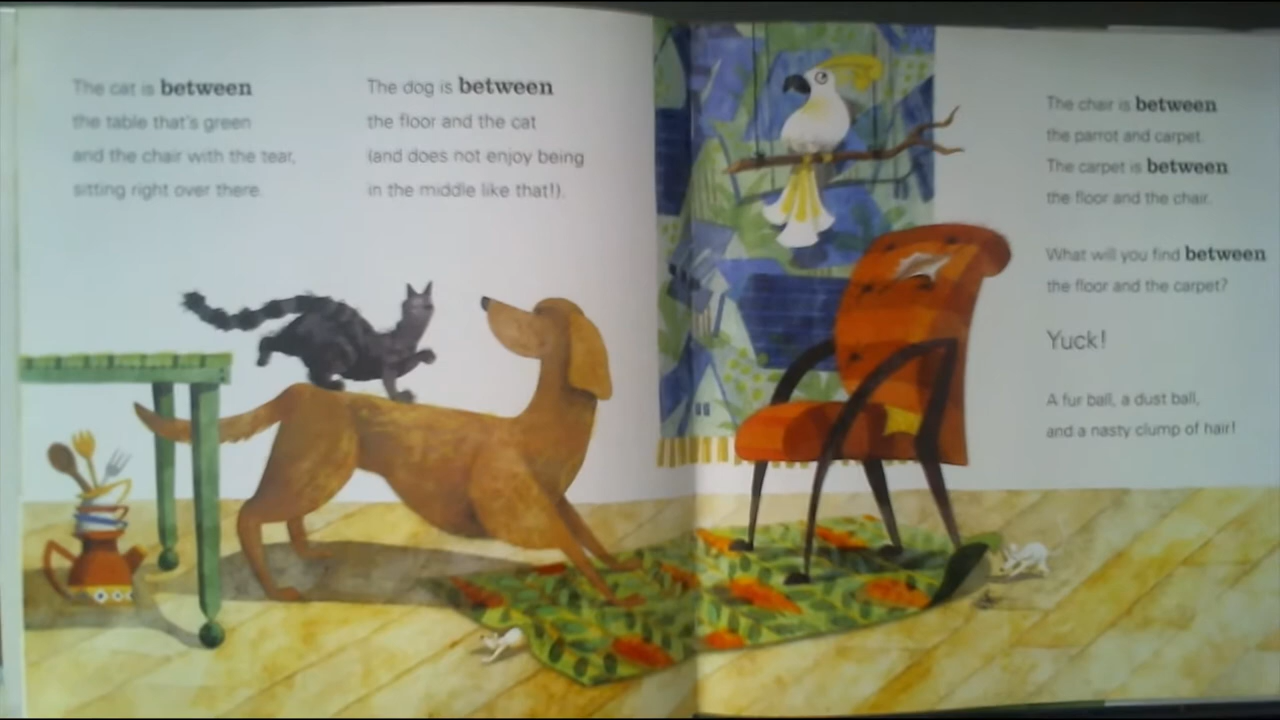 The cat is between
the table that's green
and the chair with the tear,
sitting right over there.
The dog is between
the floor and the cat
(and does not enjoy being
in the middle like that!).
The chair is between
the parrot and carpet.
The carpet is between
the floor and the chair.
What will you find between
the floor and the carpet?
Yuck!
A fur ball, a dust ball,
and a nasty clump of hair!